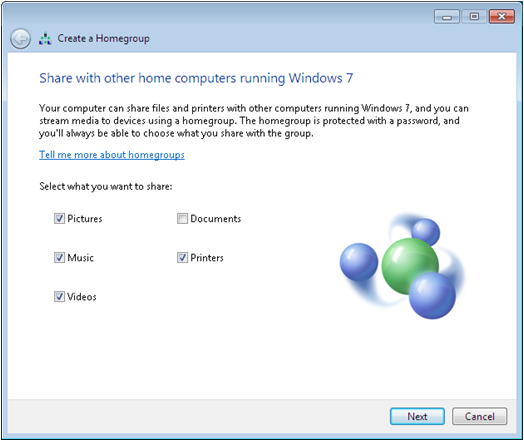 Create a Homegroup
Share with other home computers running Windows 7
Your computer can share files and printers with other computers running Windows 7, and you can
stream media to devices using a homegroup. The homegroup is protected with a password, and
you'll always be able to choose what you share with the group.
Tell me more about homegroups
Select what you want to share:
Pictures
Documents
Music
Printers
Videos
Next
Cancel